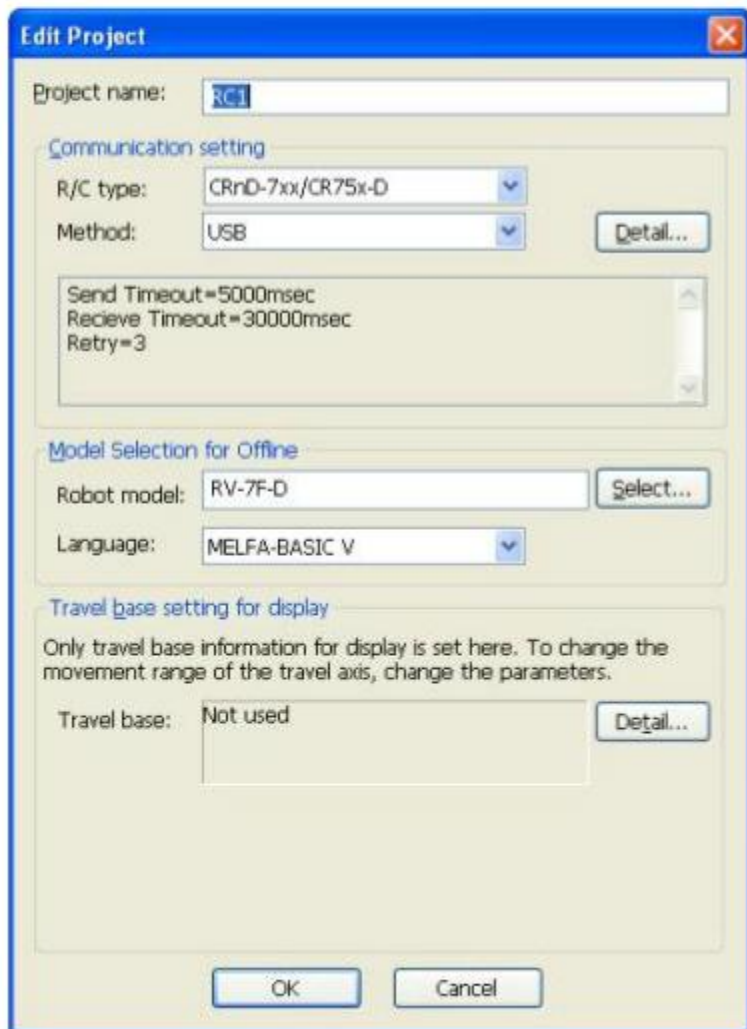 Edit Project
Project name: RC1
Communication setting
R/C type: CRnD-7xx/CR75x-D
Method: USB Detail...
Send Timeout=5000msec
Recieve Timeout=30000msec
Retry=3
Model Selection for Offline
Robot model: RV-7F-D Select...
Language: MELFA-BASIC V
Travel base setting for display
Only travel base information for display is set here. To change the
movement range of the travel axis, change the parameters.
Travel base: Not used Detail...
OK Cancel